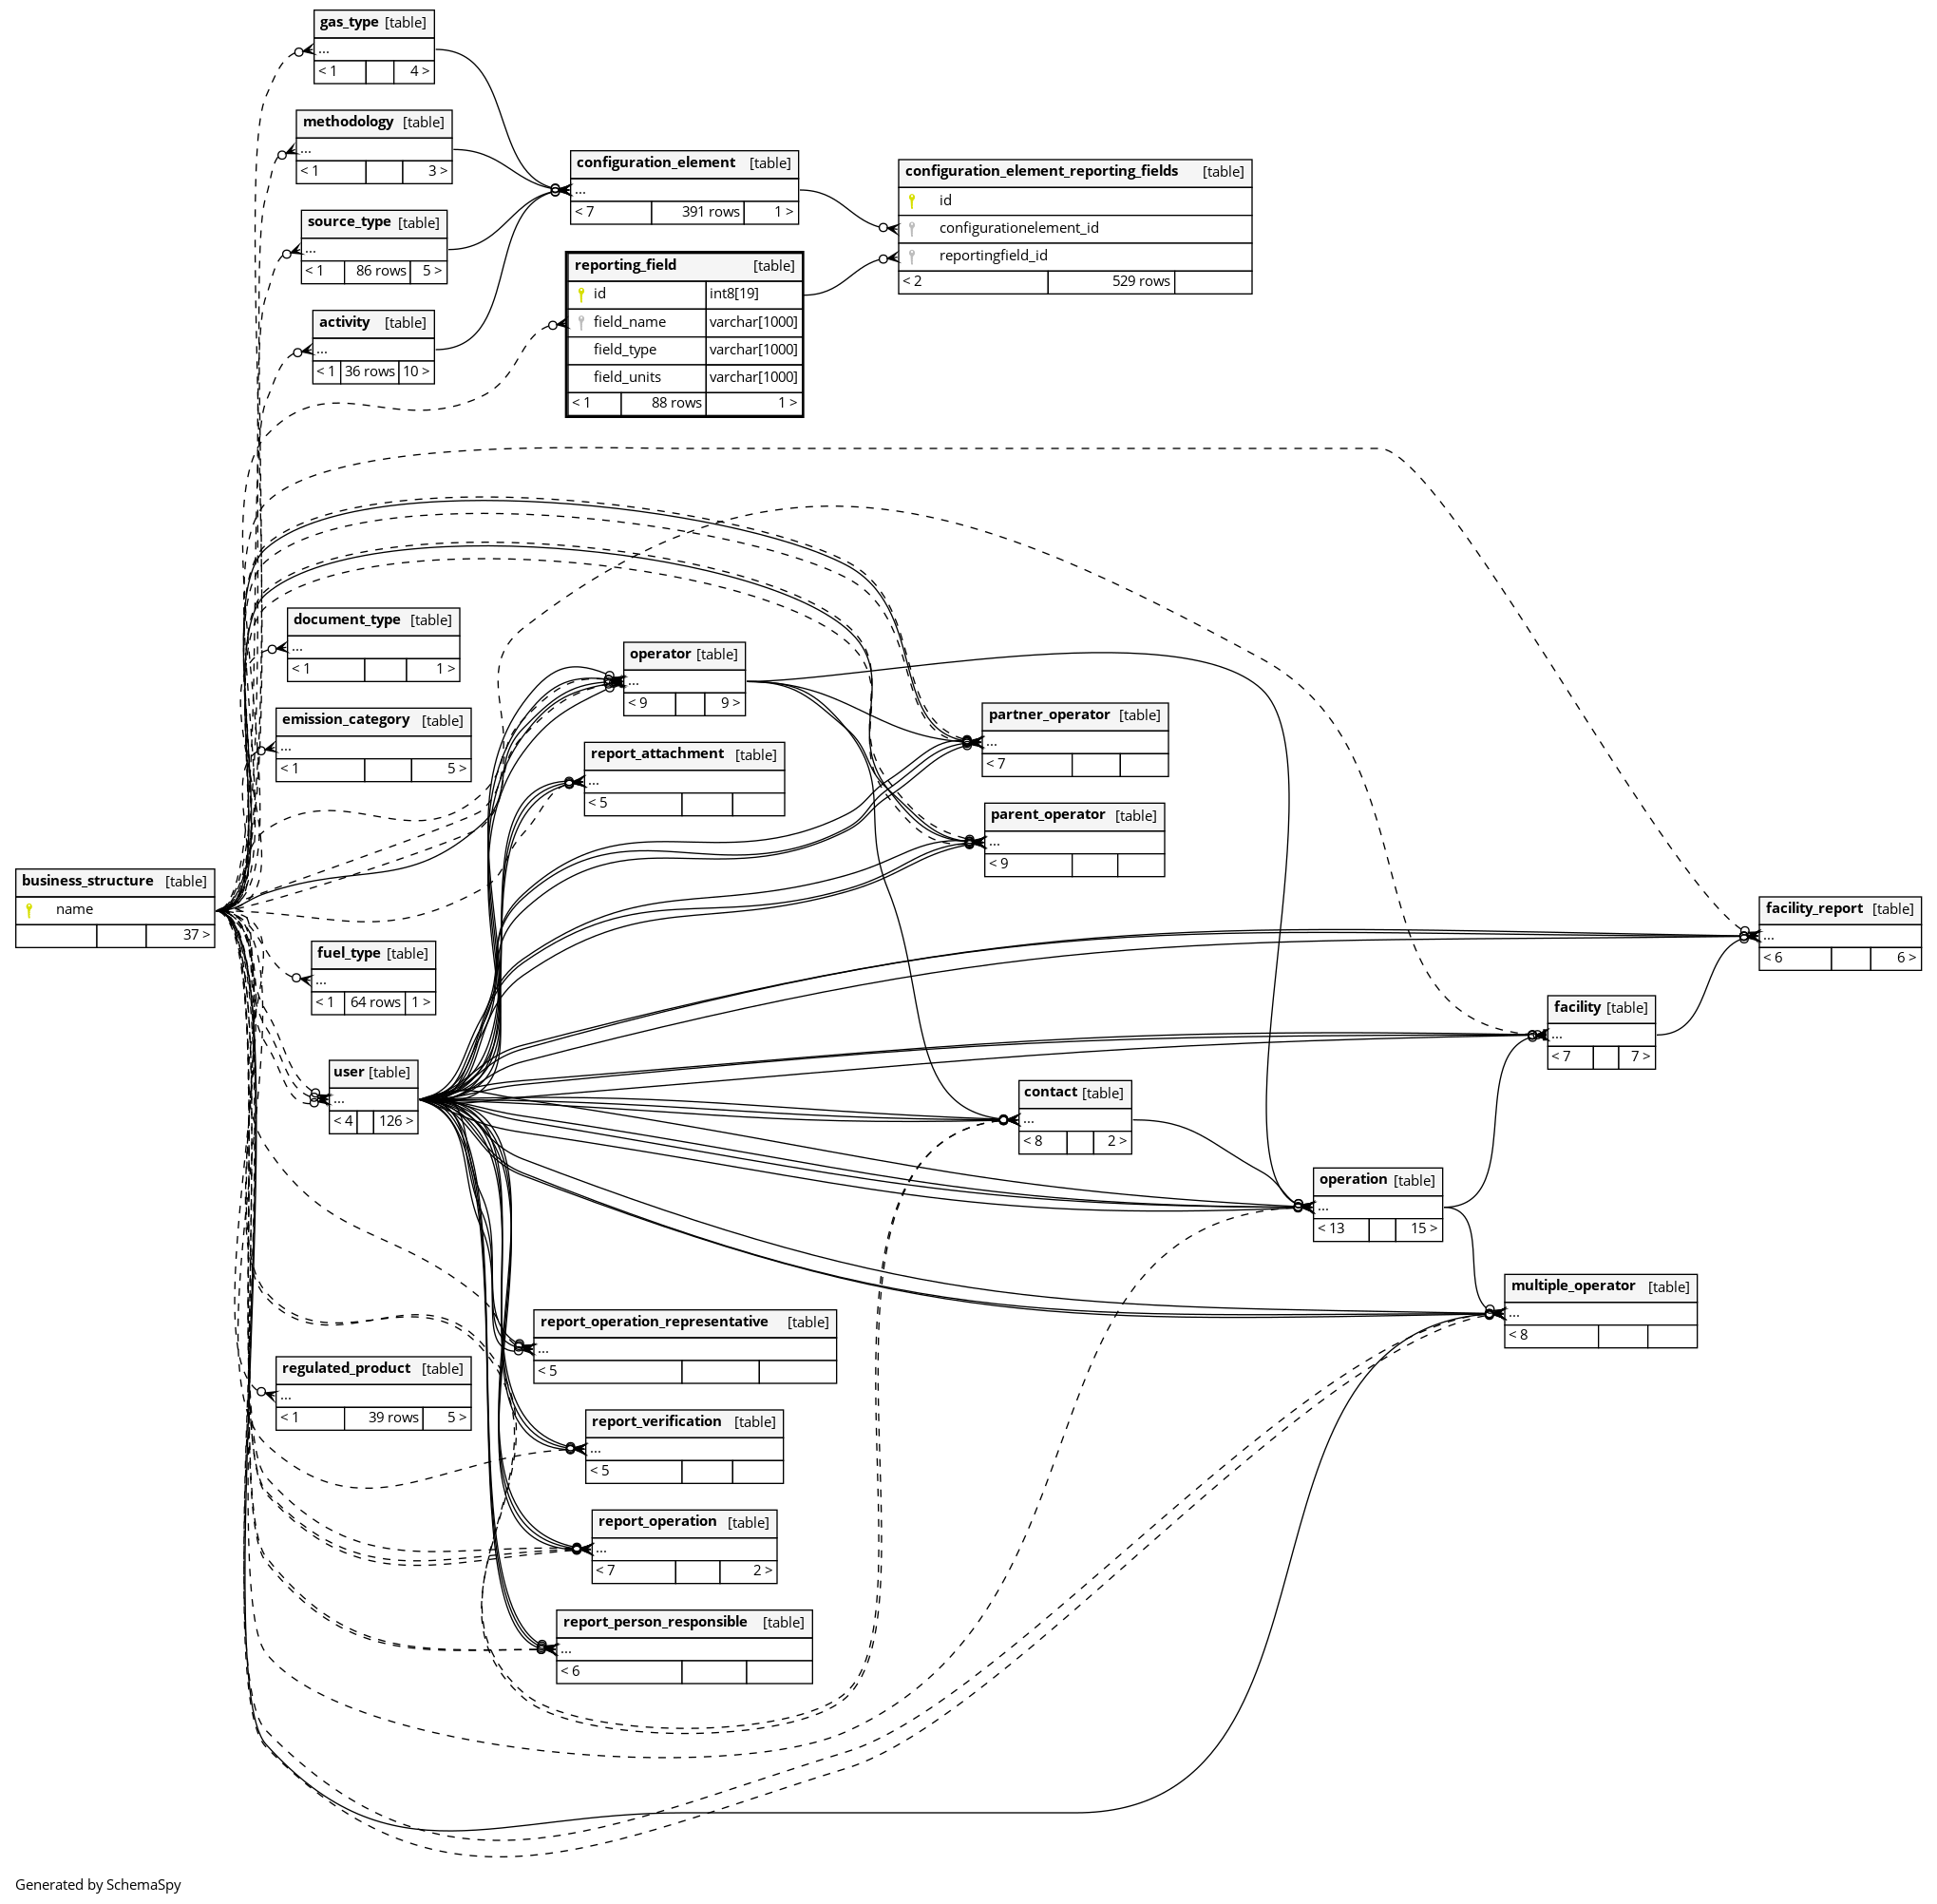 gas_type [table]
...
< 1 4 >
methodology [table]
...
< 1 3 >
source_type [table]
...
< 1 86 rows 5 >
activity [table]
...
< 1 36 rows 10 >
configuration_element [table]
...
< 7 391 rows 1 >
configuration_element_reporting_fields [table]
id
configurationelement_id
reportingfield_id
< 2 529 rows
reporting_field [table]
id int8[19]
field_name varchar[1000]
field_type varchar[1000]
field_units varchar[1000]
< 1 88 rows 1 >
document_type [table]
...
< 1 1 >
emission_category [table]
...
< 1 5 >
operator [table]
...
< 9 9 >
report_attachment [table]
...
< 5
partner_operator [table]
...
< 7
parent_operator [table]
...
< 9
business_structure [table]
name
37 >
facility_report [table]
...
< 6 6 >
fuel_type [table]
...
< 1 64 rows 1 >
facility [table]
...
< 7 7 >
user [table]
...
< 4 126 >
contact [table]
...
< 8 2 >
operation [table]
...
< 13 15 >
multiple_operator [table]
...
< 8
report_operation_representative [table]
...
< 5
regulated_product [table]
...
< 1 39 rows 5 >
report_verification [table]
...
< 5
report_operation [table]
...
< 7 2 >
report_person_responsible [table]
...
< 6
Generated by SchemaSpy